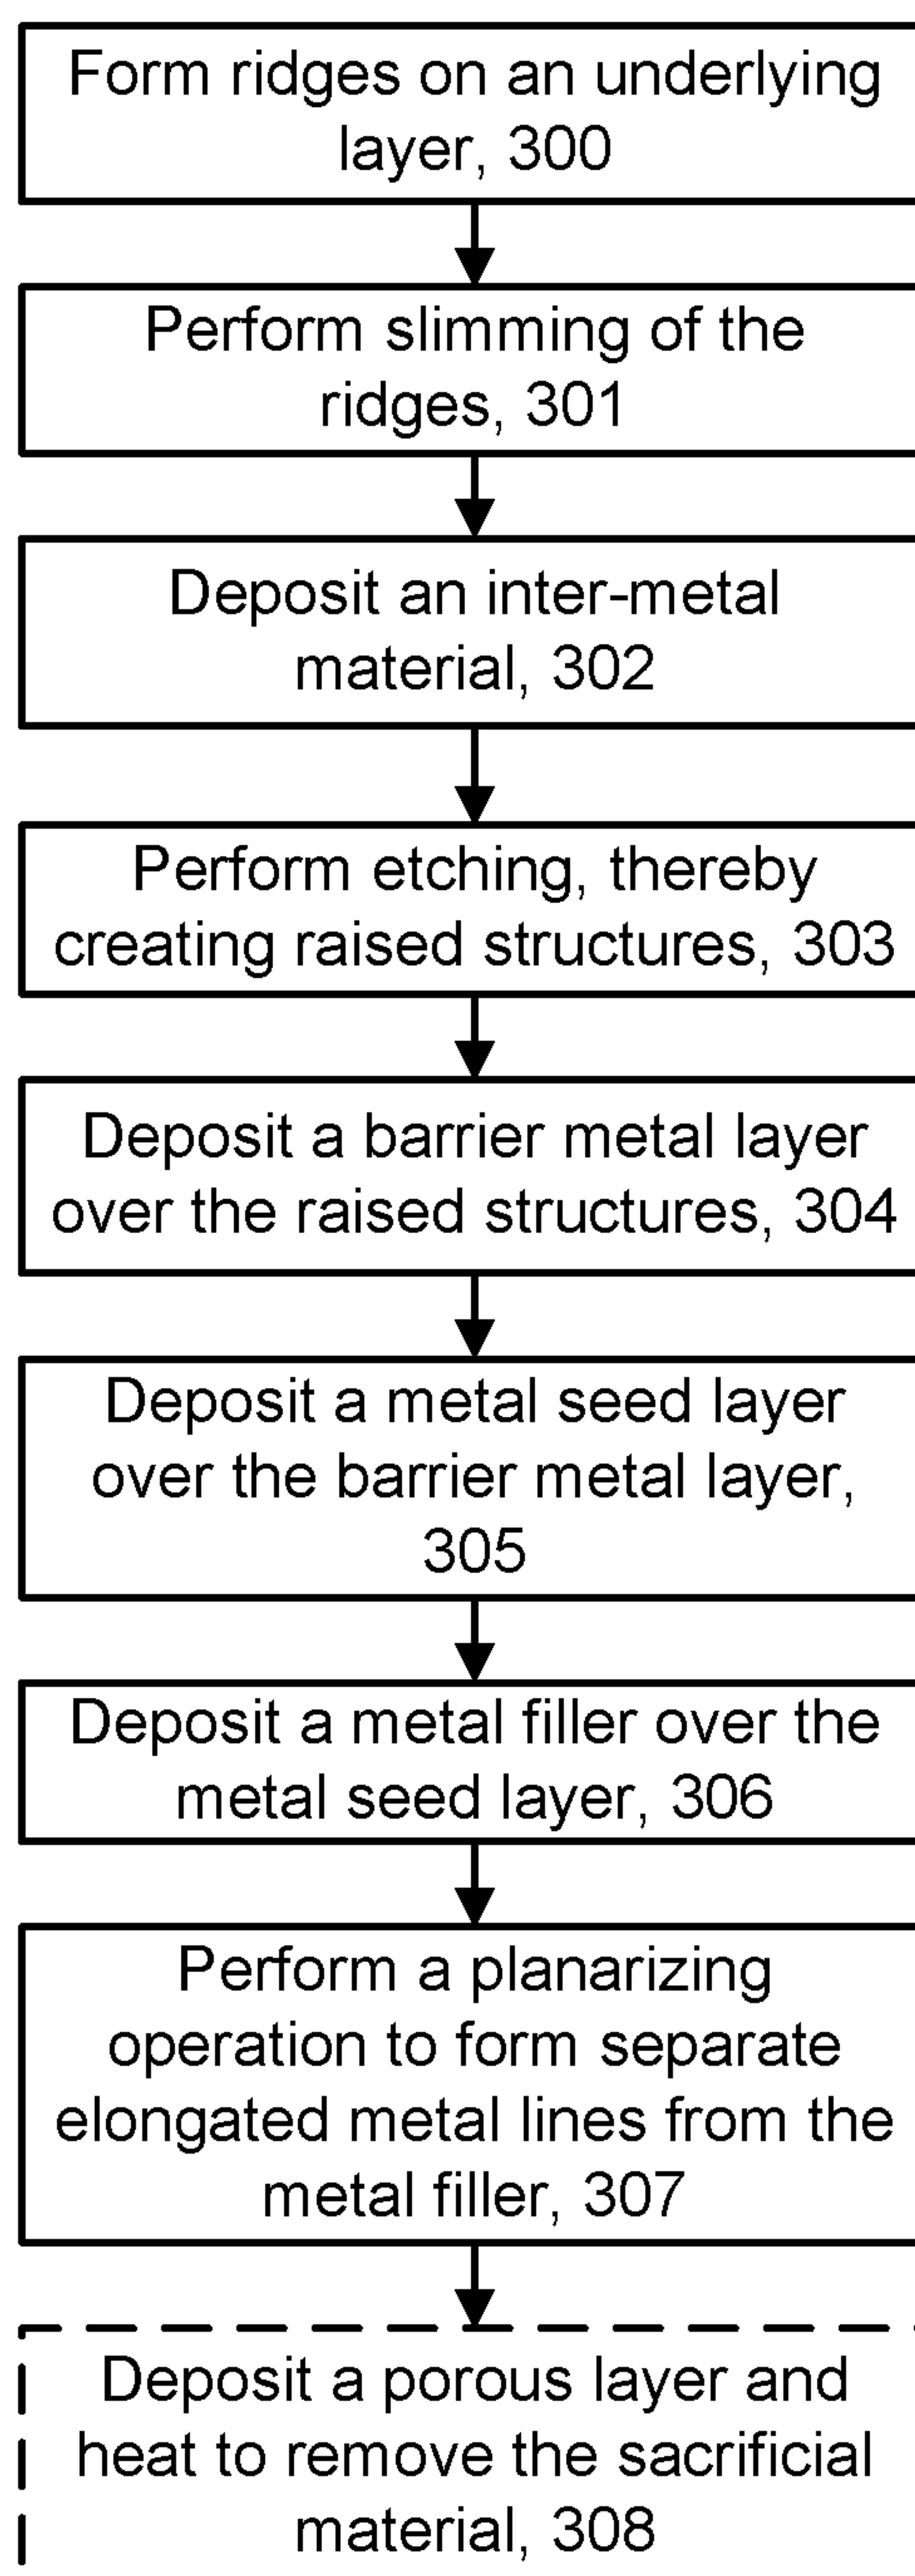 Form ridges on an underlying
layer, 300
Perform slimming of the
ridges, 301
Deposit an inter-metal
material, 302
Perform etching, thereby
creating raised structures, 303
Deposit a barrier metal layer
over the raised structures, 304
Deposit a metal seed layer
over the barrier metal layer,
305
Deposit a metal filler over the
metal seed layer, 306
Perform a planarizing
operation to form separate
elongated metal lines from the
metal filler, 307
Deposit a porous layer and
heat to remove the sacrificial
material, 308